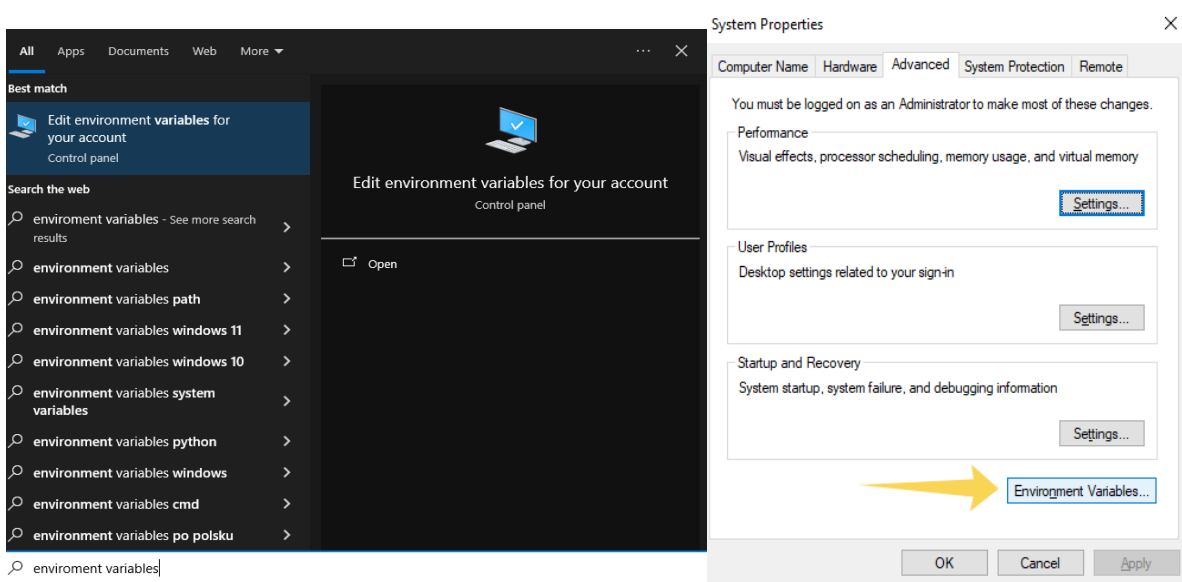 All Apps Documents Web More ...
Best match
Edit environment variables for
your account
Control panel
Search the web
enviroment variables - See more search
results
environment variables
environment variables path
environment variables windows 11
environment variables windows 10
environment variables system
variables
environment variables python
environment variables windows
environment variables cmd
environment variables po polsku
enviroment variables
Edit environment variables for your account
Control panel
Open
System Properties
Computer Name Hardware Advanced System Protection Remote
You must be logged on as an Administrator to make most of these changes.
Performance
Visual effects, processor scheduling, memory usage, and virtual memory
Settings...
User Profiles
Desktop settings related to your sign-in
Settings...
Startup and Recovery
System startup, system failure, and debugging information
Settings...
Environment Variables...
OK Cancel Apply